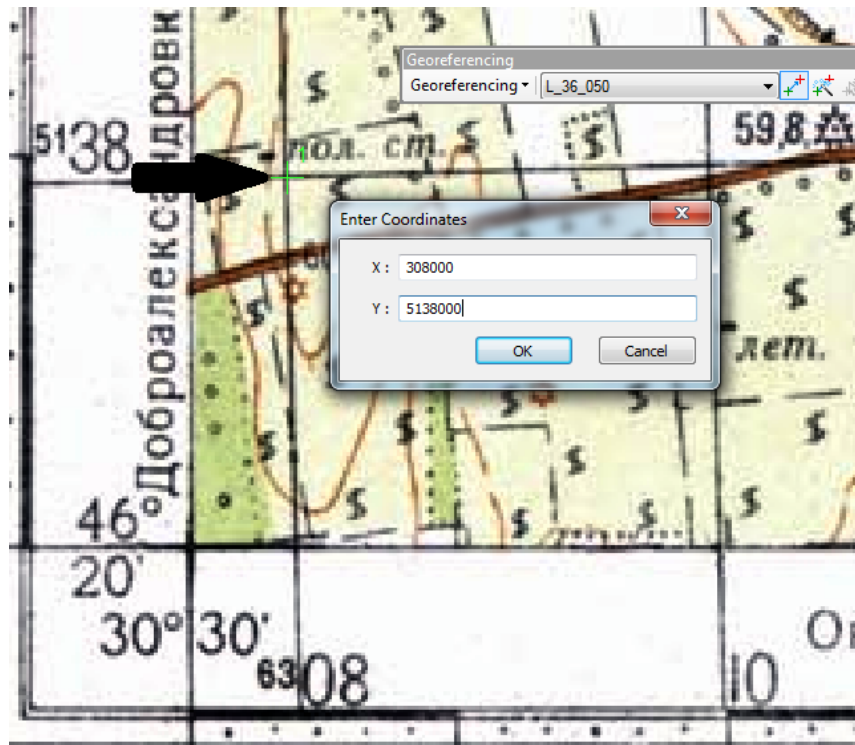 Georeferencing
Georeferencing
L_36_050
Доброалександровк
5138
пол. ст.
59,8
Enter Coordinates
X : 308000
Y : 5138000
OK Cancel
лет.
46°
20'
30° 30'
6308
10